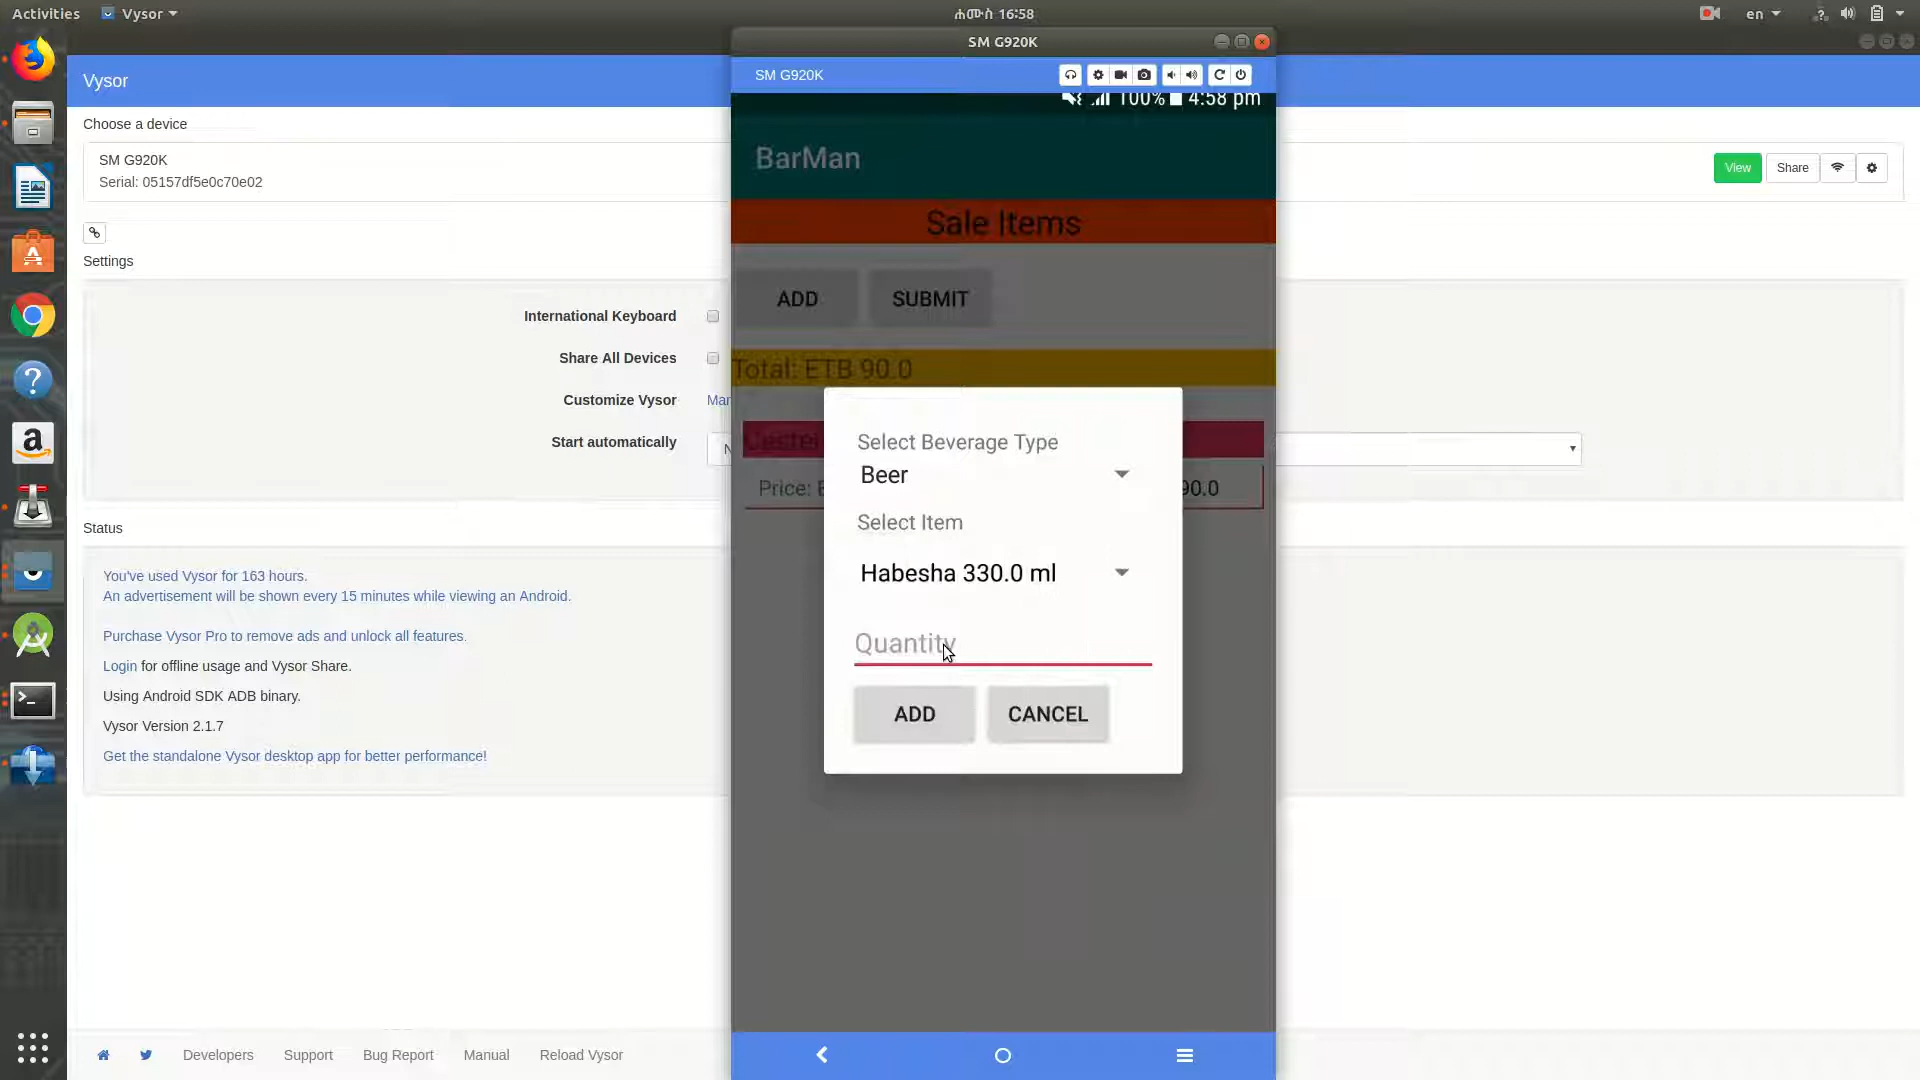 Activities
Vysor
ሐሙስ 16:58
en
SM G920K
Vysor
SM G920K
100% 4:58 pm
Choose a device
SM G920K
Serial: 05157df5e0c70e02
View
Share
Settings
International Keyboard
Share All Devices
Customize Vysor
Start automatically
Status
You've used Vysor for 163 hours.
An advertisement will be shown every 15 minutes while viewing an Android.
Purchase Vysor Pro to remove ads and unlock all features.
Login for offline usage and Vysor Share.
Using Android SDK ADB binary.
Vysor Version 2.1.7
Get the standalone Vysor desktop app for better performance!
Developers
Support
Bug Report
Manual
Reload Vysor
BarMan
Sale Items
ADD
SUBMIT
Total: ETB 90.0
Price:
90.0
Select Beverage Type
Beer
Select Item
Habesha 330.0 ml
Quantity
ADD
CANCEL